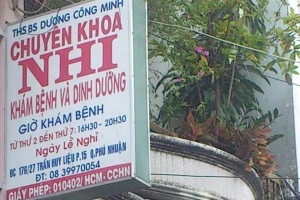 THS.BS DƯƠNG CÔNG MINH
CHUYÊN KHOA
NHI
KHÁM BỆNH VÀ DINH DƯỠNG
GIỜ KHÁM BỆNH
TỪ THỨ 2 ĐẾN THỨ 7: 16H30 - 20H30
Ngày Lễ Nghỉ
ĐC 178/27 TRẦN HUY LIỆU P.15 Q.PHÚ NHUẬN
ĐT: 08 39970054
GIẤY PHÉP: 010402/ HCM-CCHN